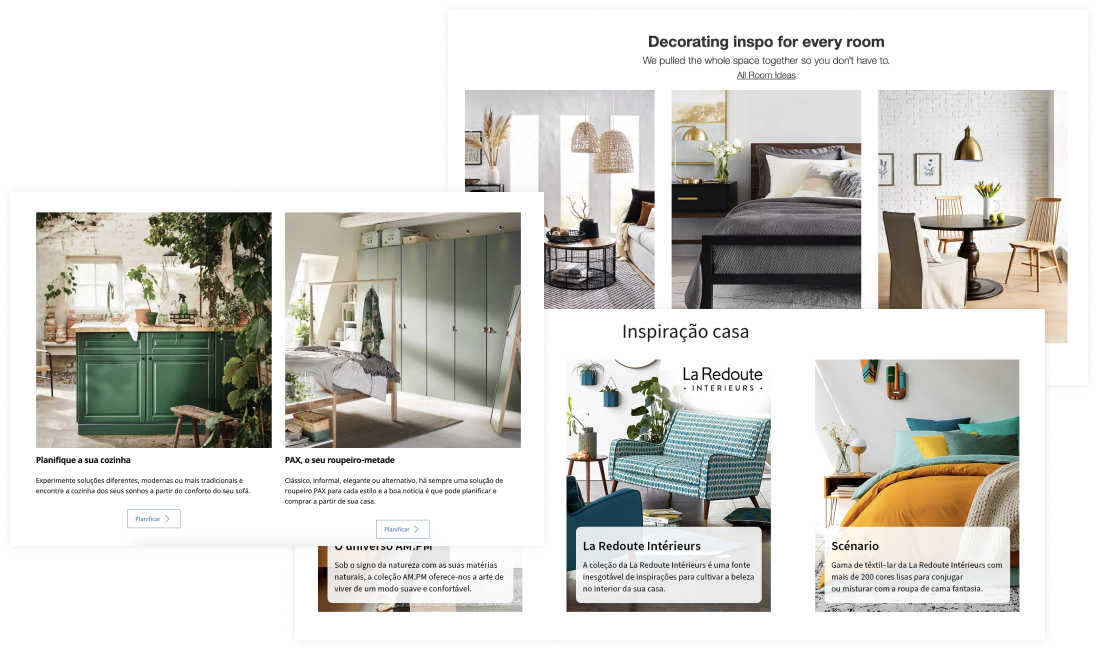 Decorating inspo for every room
We pulled the whole space together so you don't have to.
All Room Ideas
Planifique a sua cozinha
Experimente soluções diferentes, modernas ou mais tradicionais e
encontre a cozinha dos seus sonhos a partir do conforto do seu sofá.
Planificar
PAX, o seu roupeiro-metade
Clássico, informal, elegante ou alternativo, há sempre uma solução de
roupeiro PAX para cada estilo e a boa notícia é que pode planificar e
comprar a partir de sua casa.
Planificar
Inspiração casa
O universo AM.PM
Sob o signo da natureza com as suas matérias
naturais, a coleção AM.PM oferece-nos a arte de
viver de um modo suave e confortável.
La Redoute
• INTERIEURS •
La Redoute Intérieurs
A coleção da La Redoute Intérieurs é uma fonte
inesgotável de inspirações para cultivar a beleza
no interior da sua casa.
Scénario
Gama de têxtil–lar da La Redoute Intérieurs com
mais de 200 cores lisas para conjugar
ou misturar com a roupa de cama fantasia.